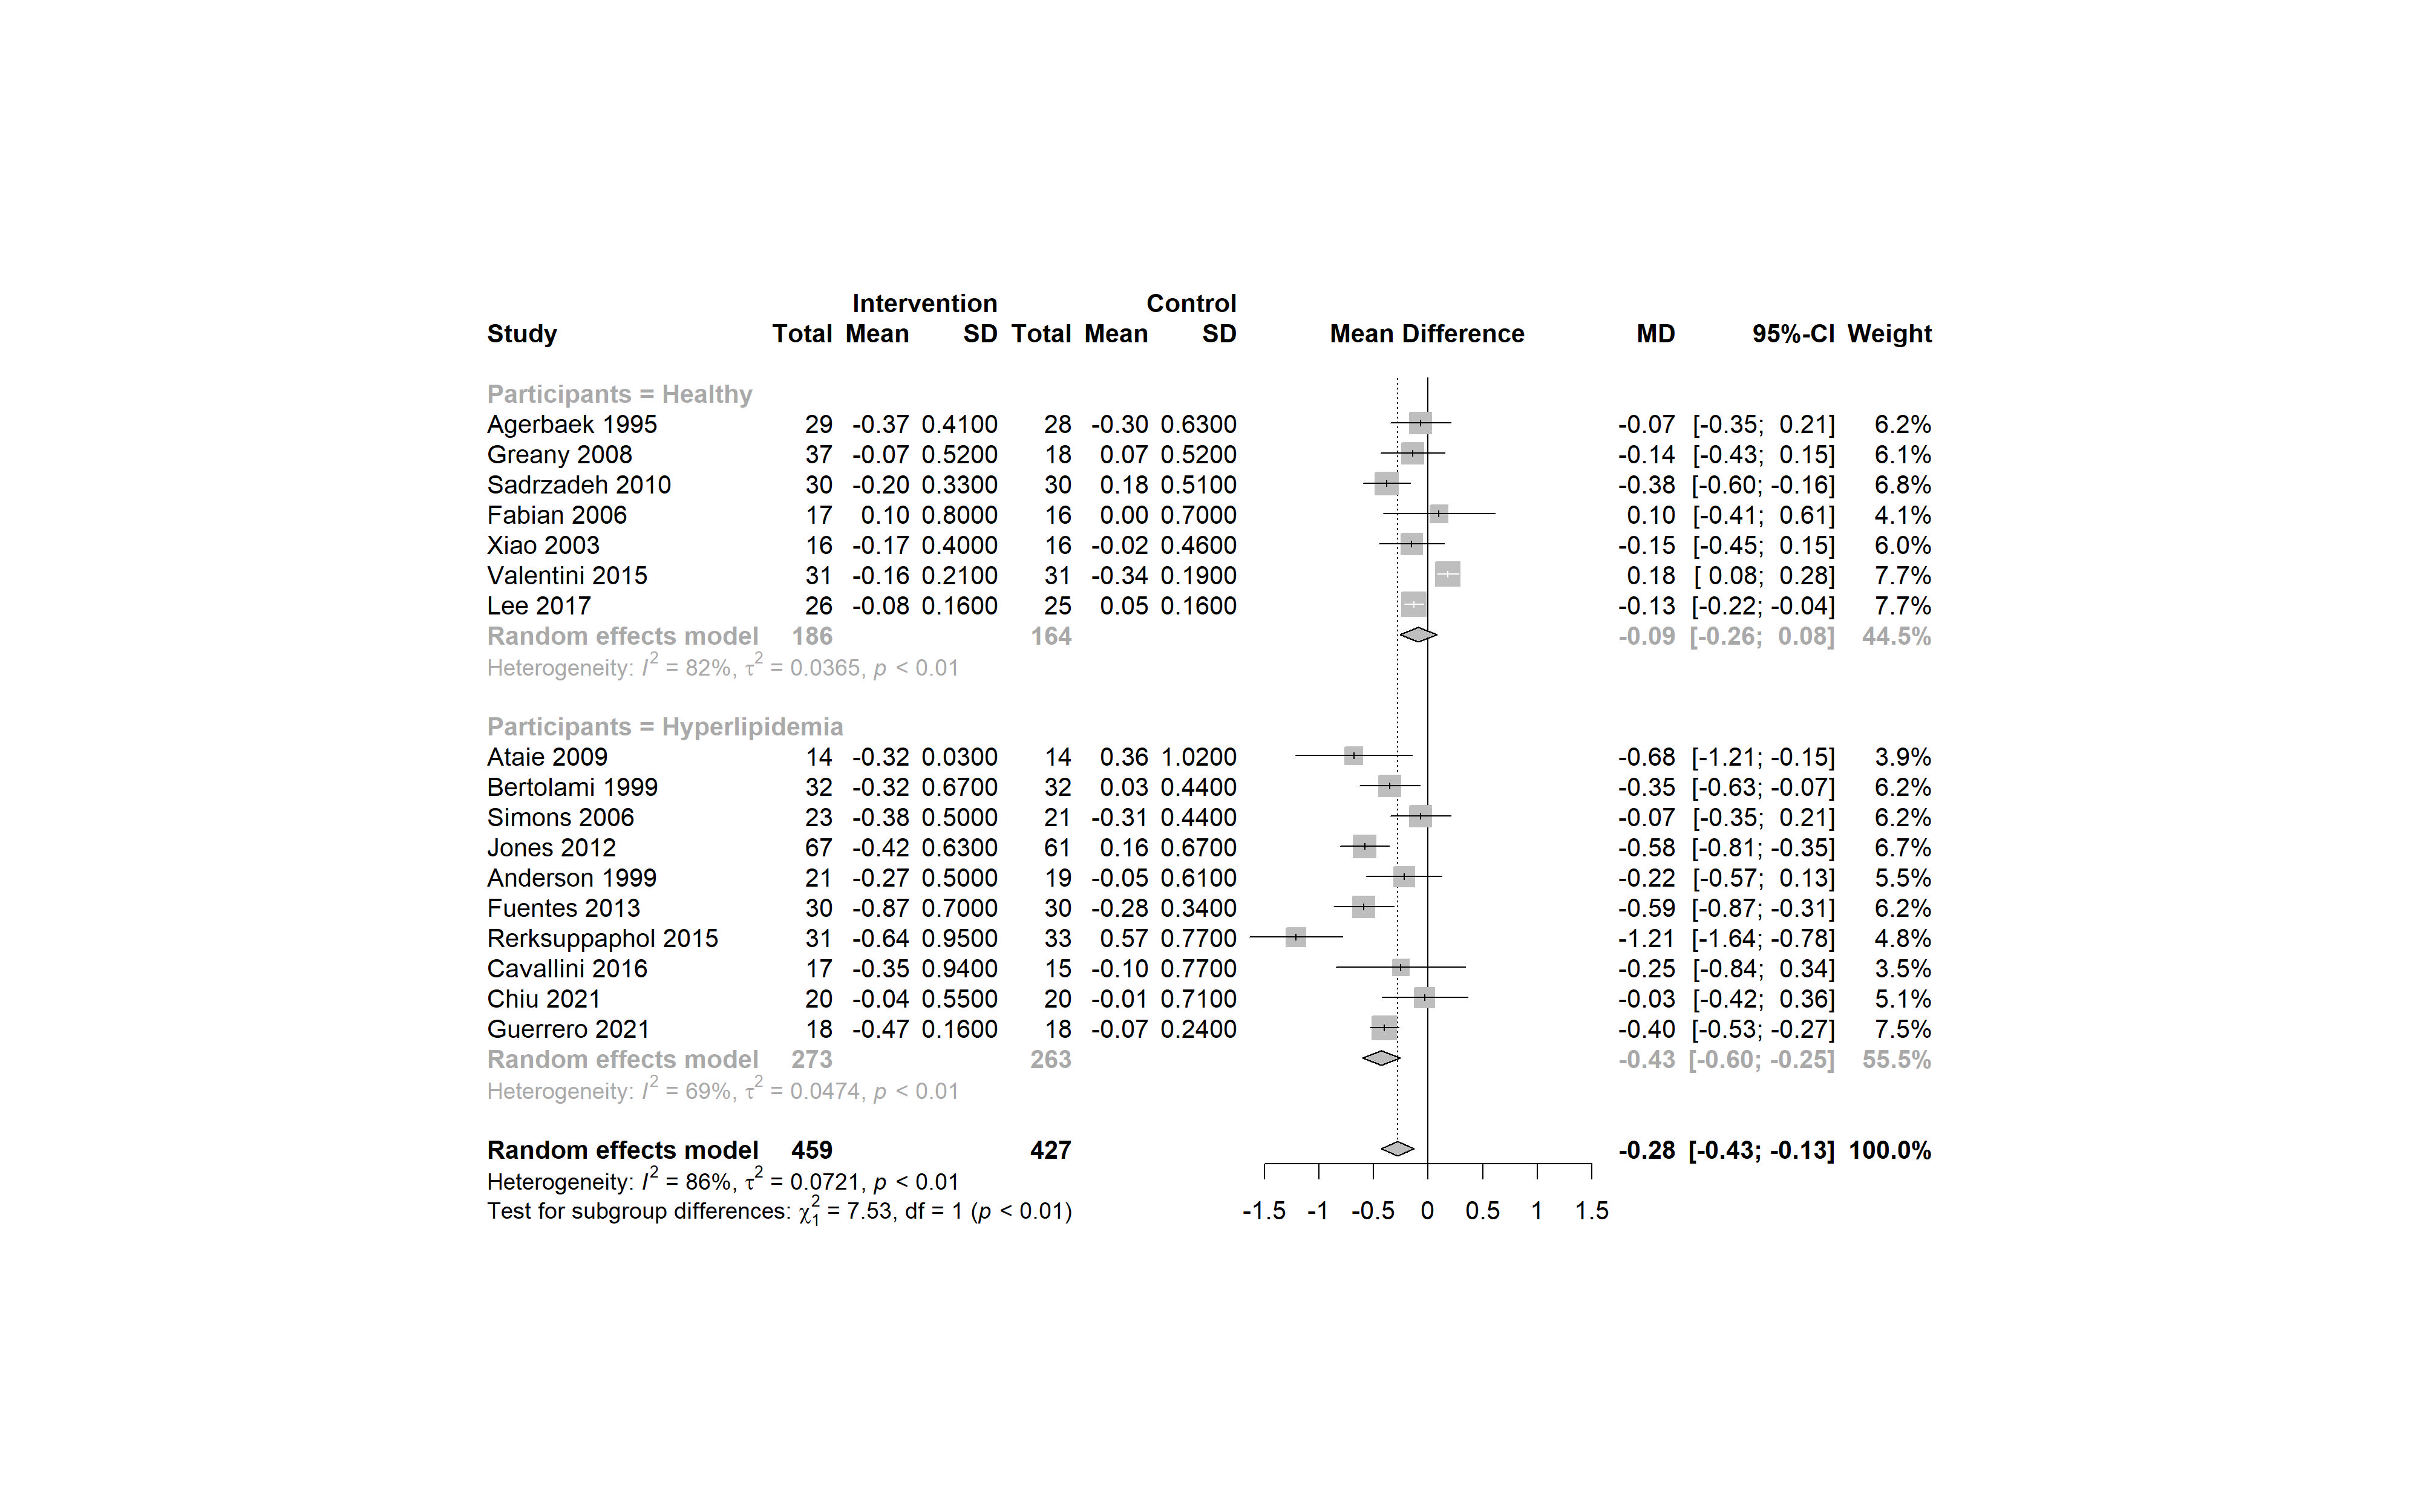 Intervention Control
Study Total Mean SD Total Mean SD Mean Difference MD 95%-CI Weight
Participants = Healthy
Agerbaek 1995 29 -0.37 0.4100 28 -0.30 0.6300 -0.07 [-0.35; 0.21] 6.2%
Greany 2008 37 -0.07 0.5200 18 0.07 0.5200 -0.14 [-0.43; 0.15] 6.1%
Sadrzadeh 2010 30 -0.20 0.3300 30 0.18 0.5100 -0.38 [-0.60; -0.16] 6.8%
Fabian 2006 17 0.10 0.8000 16 0.00 0.7000 0.10 [-0.41; 0.61] 4.1%
Xiao 2003 16 -0.17 0.4000 16 -0.02 0.4600 -0.15 [-0.45; 0.15] 6.0%
Valentini 2015 31 -0.16 0.2100 31 -0.34 0.1900 0.18 [ 0.08; 0.28] 7.7%
Lee 2017 26 -0.08 0.1600 25 0.05 0.1600 -0.13 [-0.22; -0.04] 7.7%
Random effects model 186 164 -0.09 [-0.26; 0.08] 44.5%
Heterogeneity: I² = 82%, τ² = 0.0365, p < 0.01
Participants = Hyperlipidemia
Ataie 2009 14 -0.32 0.0300 14 0.36 1.0200 -0.68 [-1.21; -0.15] 3.9%
Bertolami 1999 32 -0.32 0.6700 32 0.03 0.4400 -0.35 [-0.63; -0.07] 6.2%
Simons 2006 23 -0.38 0.5000 21 -0.31 0.4400 -0.07 [-0.35; 0.21] 6.2%
Jones 2012 67 -0.42 0.6300 61 0.16 0.6700 -0.58 [-0.81; -0.35] 6.7%
Anderson 1999 21 -0.27 0.5000 19 -0.05 0.6100 -0.22 [-0.57; 0.13] 5.5%
Fuentes 2013 30 -0.87 0.7000 30 -0.28 0.3400 -0.59 [-0.87; -0.31] 6.2%
Rerksuppaphol 2015 31 -0.64 0.9500 33 0.57 0.7700 -1.21 [-1.64; -0.78] 4.8%
Cavallini 2016 17 -0.35 0.9400 15 -0.10 0.7700 -0.25 [-0.84; 0.34] 3.5%
Chiu 2021 20 -0.04 0.5500 20 -0.01 0.7100 -0.03 [-0.42; 0.36] 5.1%
Guerrero 2021 18 -0.47 0.1600 18 -0.07 0.2400 -0.40 [-0.53; -0.27] 7.5%
Random effects model 273 263 -0.43 [-0.60; -0.25] 55.5%
Heterogeneity: I² = 69%, τ² = 0.0474, p < 0.01
Random effects model 459 427 -0.28 [-0.43; -0.13] 100.0%
Heterogeneity: I² = 86%, τ² = 0.0721, p < 0.01
Test for subgroup differences: χ²₁ = 7.53, df = 1 (p < 0.01)
-1.5 -1 -0.5 0 0.5 1 1.5